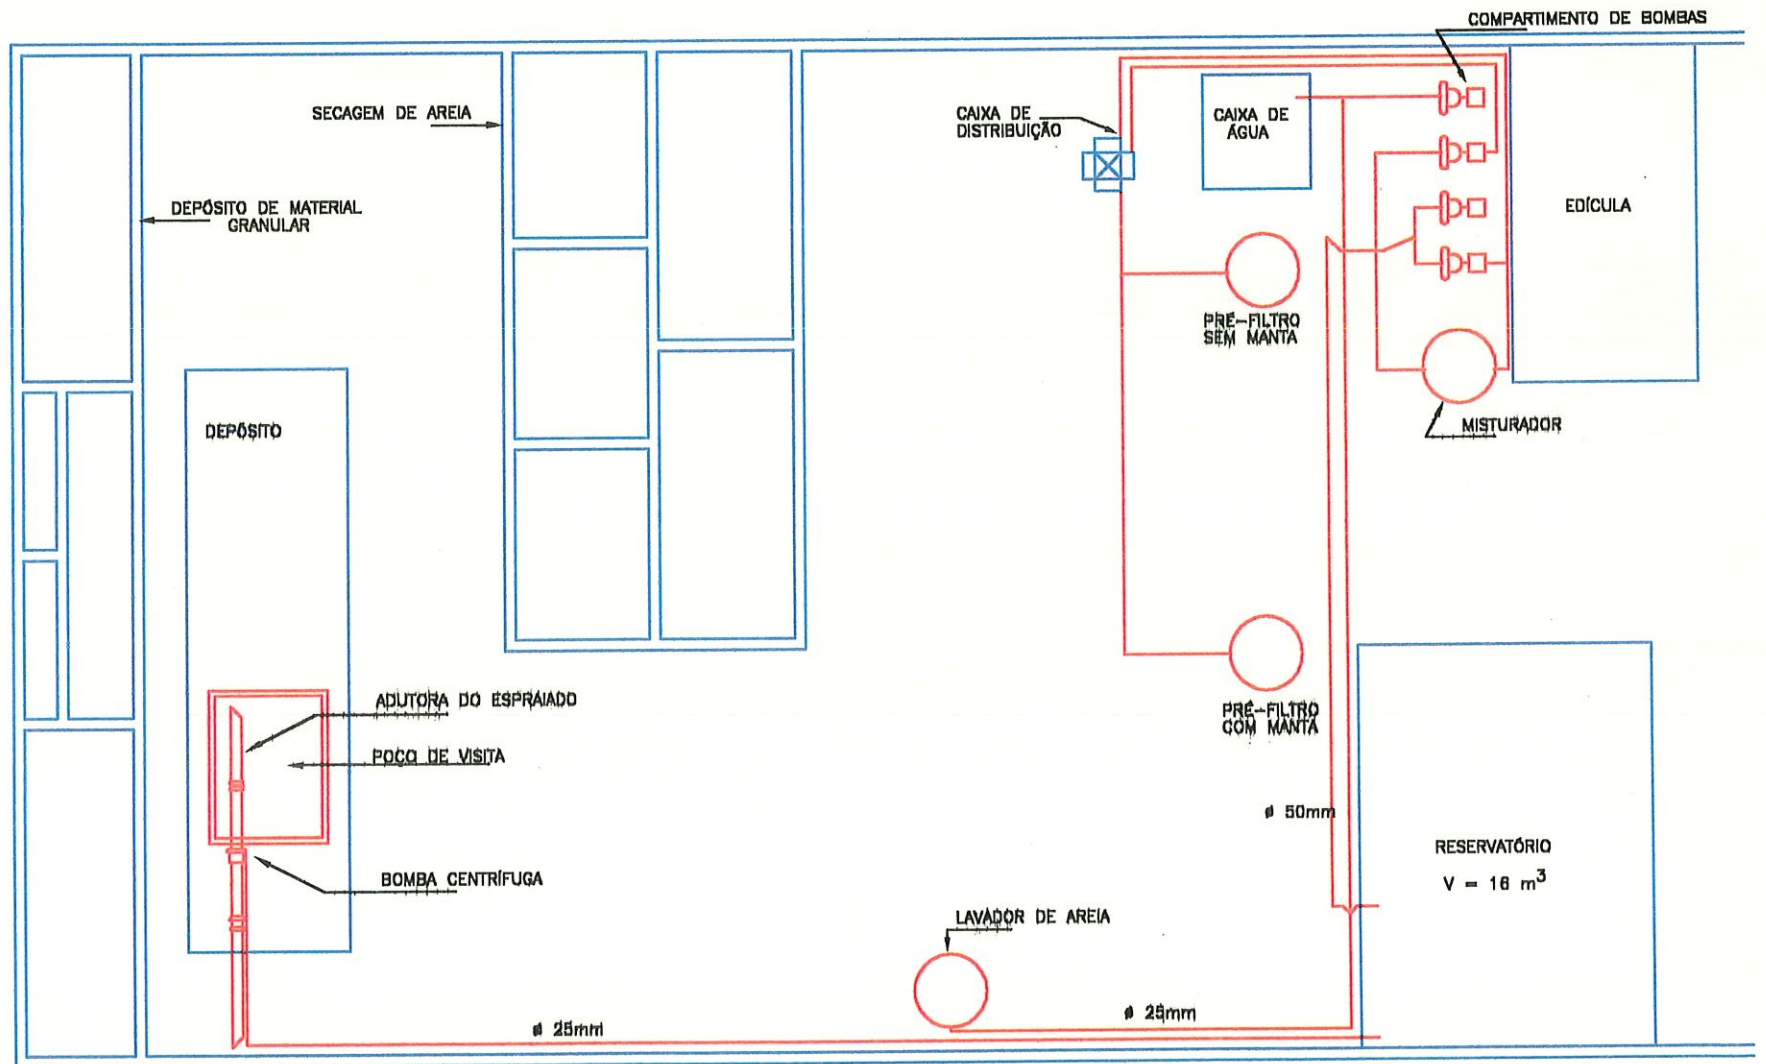 COMPARTIMENTO DE BOMBAS
SECAGEM DE AREIA
CAIXA DE
DISTRIBUIÇÃO
CAIXA DE
ÁGUA
DEPÓSITO DE MATERIAL
GRANULAR
EDÍCULA
PRÉ-FILTRO
SEM MANTA
MISTURADOR
DEPÓSITO
ADUTORA DO ESPRAIADO
POCO DE VISITA
PRÉ-FILTRO
COM MANTA
ø 50mm
RESERVATÓRIO
V = 16 m³
BOMBA CENTRÍFUGA
LAVADOR DE AREIA
ø 25mm
ø 25mm